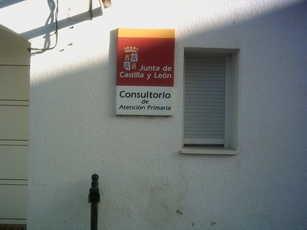 Junta de
Castilla y León
Consultorio
de
Atención Primaria